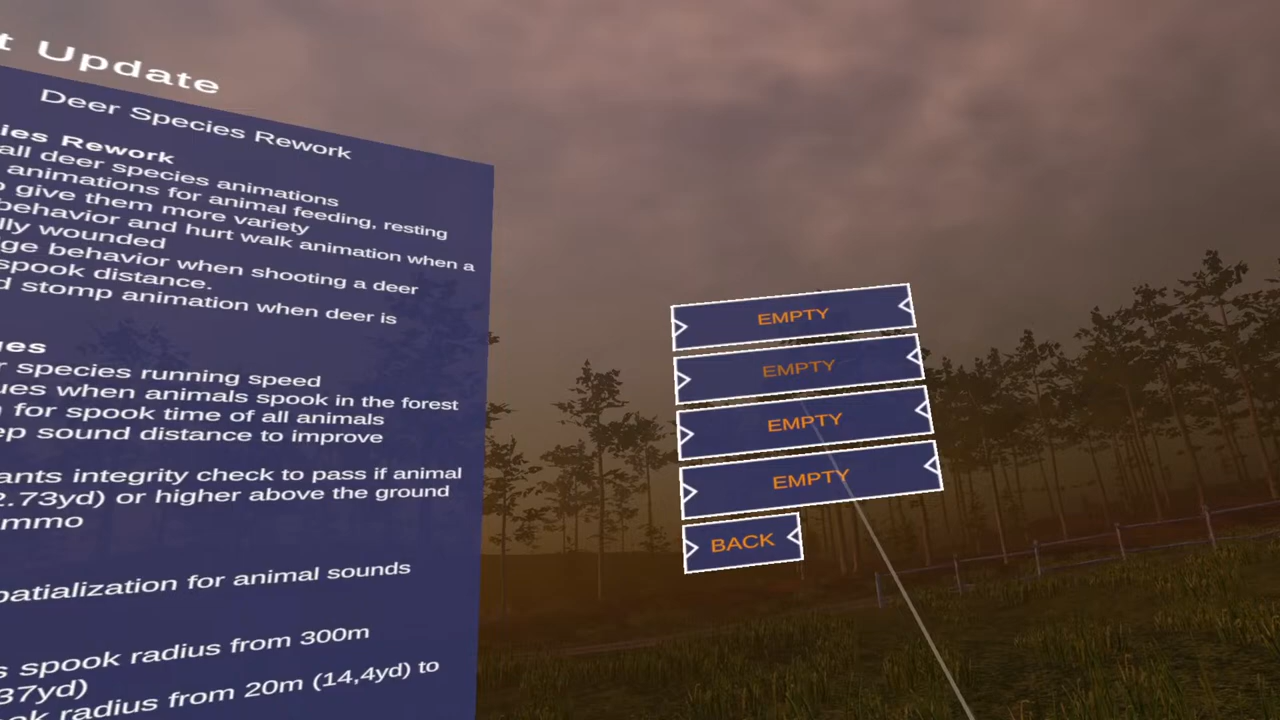 t Update
Deer Species Rework
ies Rework
all deer species animations
animations for animal feeding, resting
o give them more variety
behavior and hurt walk animation when a
lly wounded
ge behavior when shooting a deer
spook distance.
d stomp animation when deer is
ges
r species running speed
ues when animals spook in the forest
n for spook time of all animals
ep sound distance to improve
ants integrity check to pass if animal
2.73yd) or higher above the ground
mmo
patialization for animal sounds
s spook radius from 300m
37yd)
ok radius from 20m (14,4yd) to
EMPTY
EMPTY
EMPTY
EMPTY
BACK